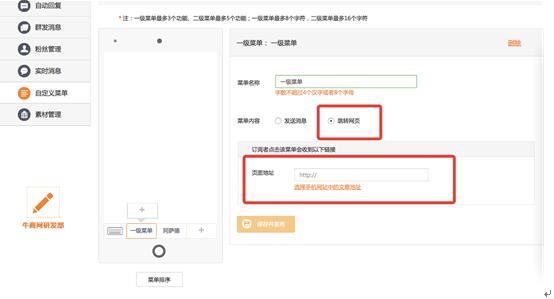 自动回复
群发消息
粉丝管理
实时消息
自定义菜单
素材管理
牛商网研发部
*注：一级菜单最多3个功能、二级菜单最多5个功能；一级菜单最多8个字符，二级菜单最多16个字符
一级菜单
阿萨德
菜单排序
一级菜单：一级菜单
删除
菜单名称
一级菜单
字数不超过4个汉字或者8个字母
菜单内容
发送消息
跳转网页
订阅者点击该菜单会收到以下链接
页面地址
http://
选择手机网站中的文章地址
保存并发布